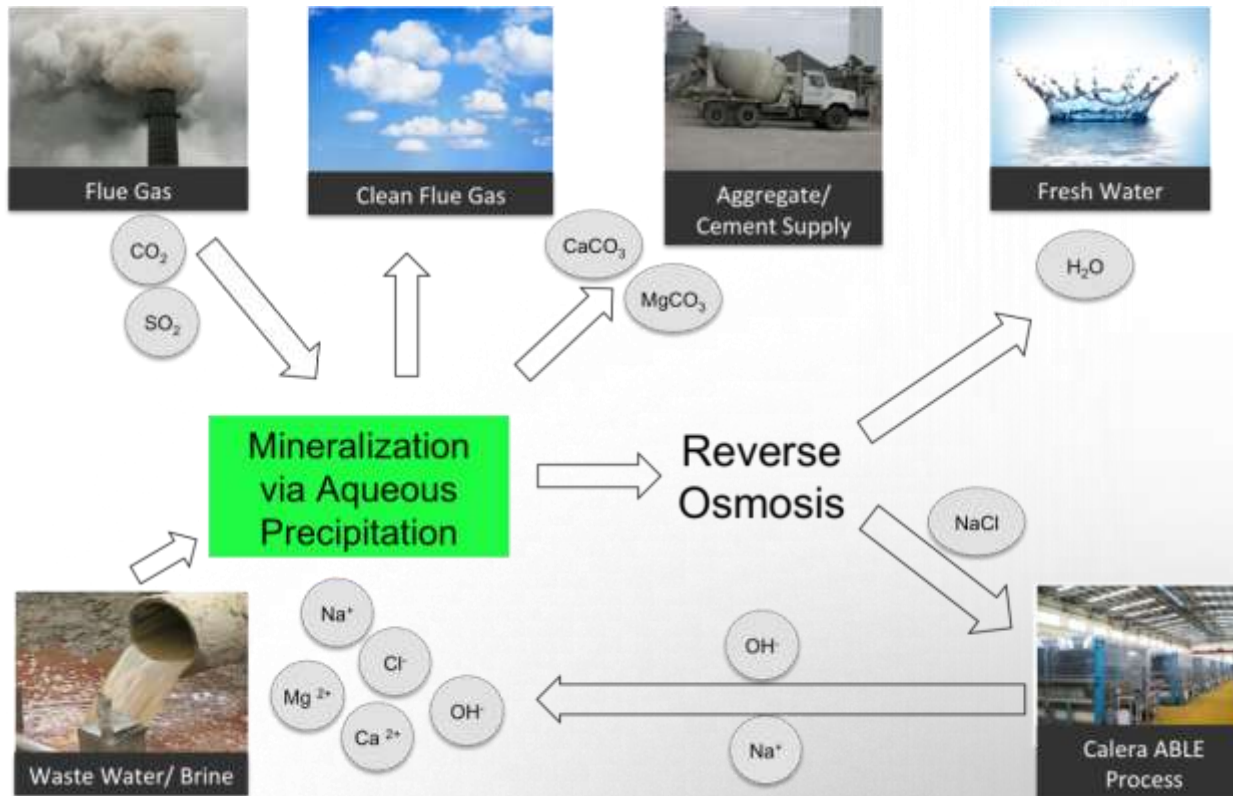 Flue Gas
Clean Flue Gas
Aggregate/
Cement Supply
Fresh Water
CO₂
SO₂
CaCO₃
MgCO₃
H₂O
Mineralization
via Aqueous
Precipitation
Reverse
Osmosis
NaCl
Na⁺
Cl⁻
Mg ²⁺
Ca ²⁺
OH⁻
OH⁻
Na⁺
Waste Water/ Brine
Calera ABLE
Process